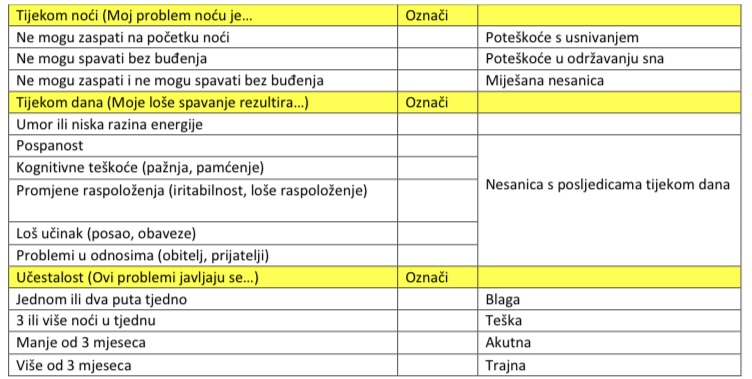 Tijekom noći (Moj problem noću je… Označi
Ne mogu zaspati na početku noći Poteškoće s usnivanjem
Ne mogu spavati bez buđenja Poteškoće u održavanju sna
Ne mogu zaspati i ne mogu spavati bez buđenja Miješana nesanica
Tijekom dana (Moje loše spavanje rezultira…) Označi
Umor ili niska razina energije
Pospanost
Kognitivne teškoće (pažnja, pamćenje)
Promjene raspoloženja (iritabilnost, loše raspoloženje) Nesanica s posljedicama tijekom dana
Loš učinak (posao, obaveze)
Problemi u odnosima (obitelj, prijatelji)
Učestalost (Ovi problemi javljaju se…) Označi
Jednom ili dva puta tjedno Blaga
3 ili više noći u tjednu Teška
Manje od 3 mjeseca Akutna
Više od 3 mjeseca Trajna